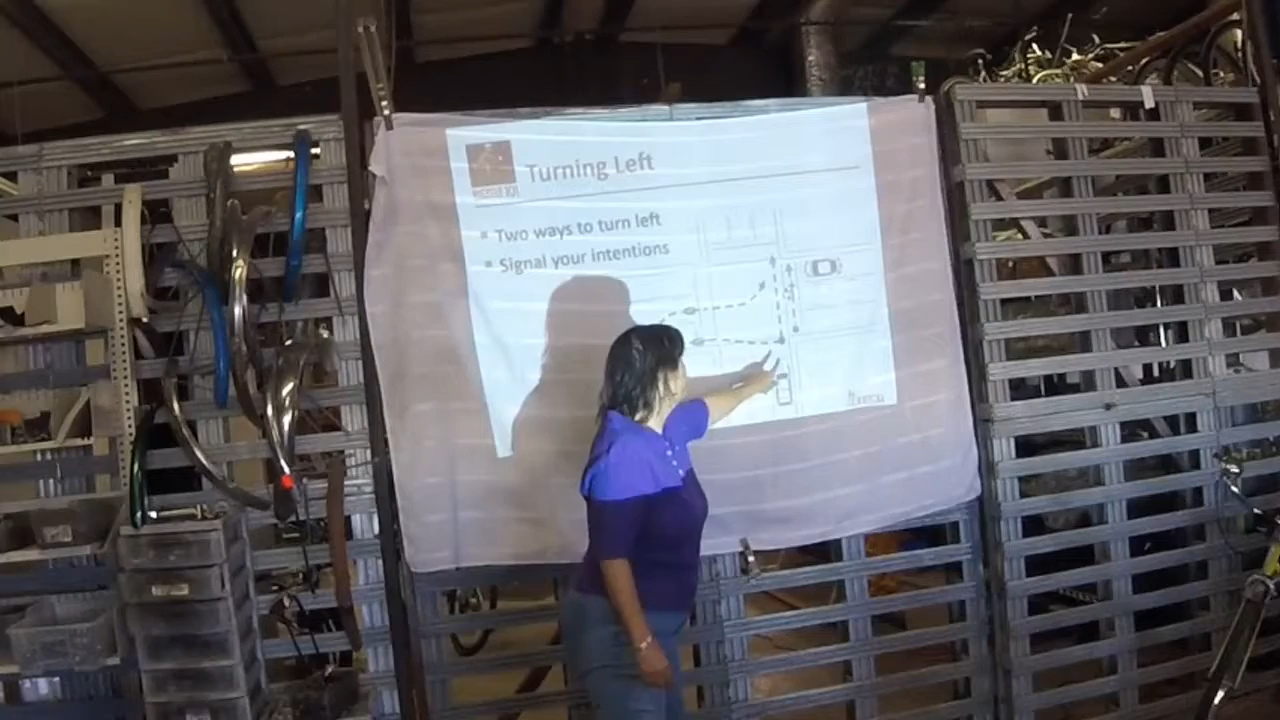 Turning Left
Two ways to turn left
Signal your intentions